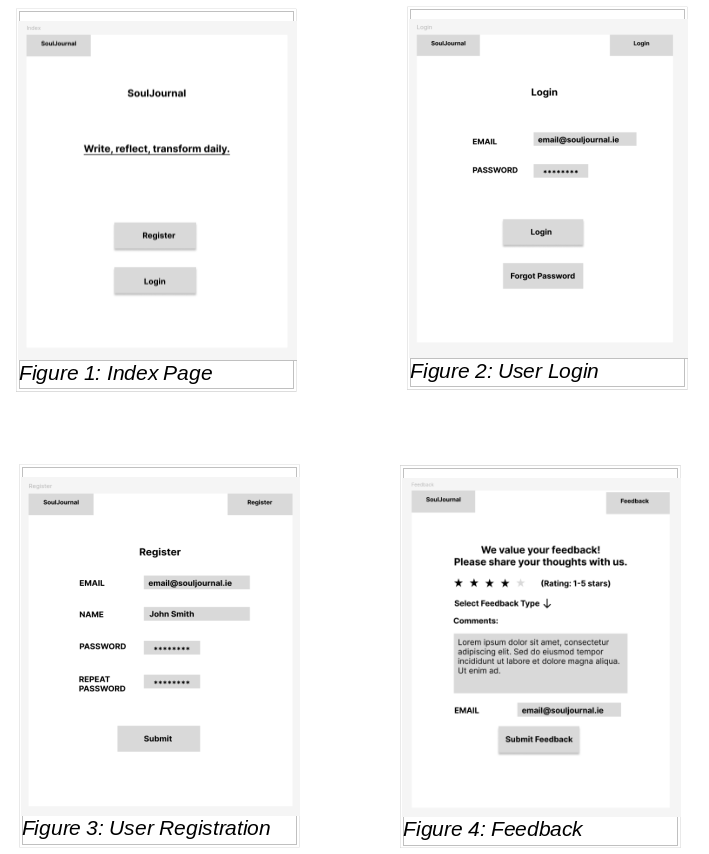 Index
SoulJournal
SoulJournal
Write, reflect, transform daily.
Register
Login
Figure 1: Index Page
Login
SoulJournal
Login
Login
EMAIL
email@souljournal.ie
PASSWORD
********
Login
Forgot Password
Figure 2: User Login
Register
SoulJournal
Register
Register
EMAIL
email@souljournal.ie
NAME
John Smith
PASSWORD
********
REPEAT
PASSWORD
********
Submit
Figure 3: User Registration
Feedback
SoulJournal
Feedback
We value your feedback!
Please share your thoughts with us.
★ ★ ★ ★ ★ (Rating: 1-5 stars)
Select Feedback Type ↓
Comments:
Lorem ipsum dolor sit amet, consectetur
adipiscing elit. Sed do eiusmod tempor
incididunt ut labore et dolore magna aliqua.
Ut enim ad.
EMAIL
email@souljournal.ie
Submit Feedback
Figure 4: Feedback